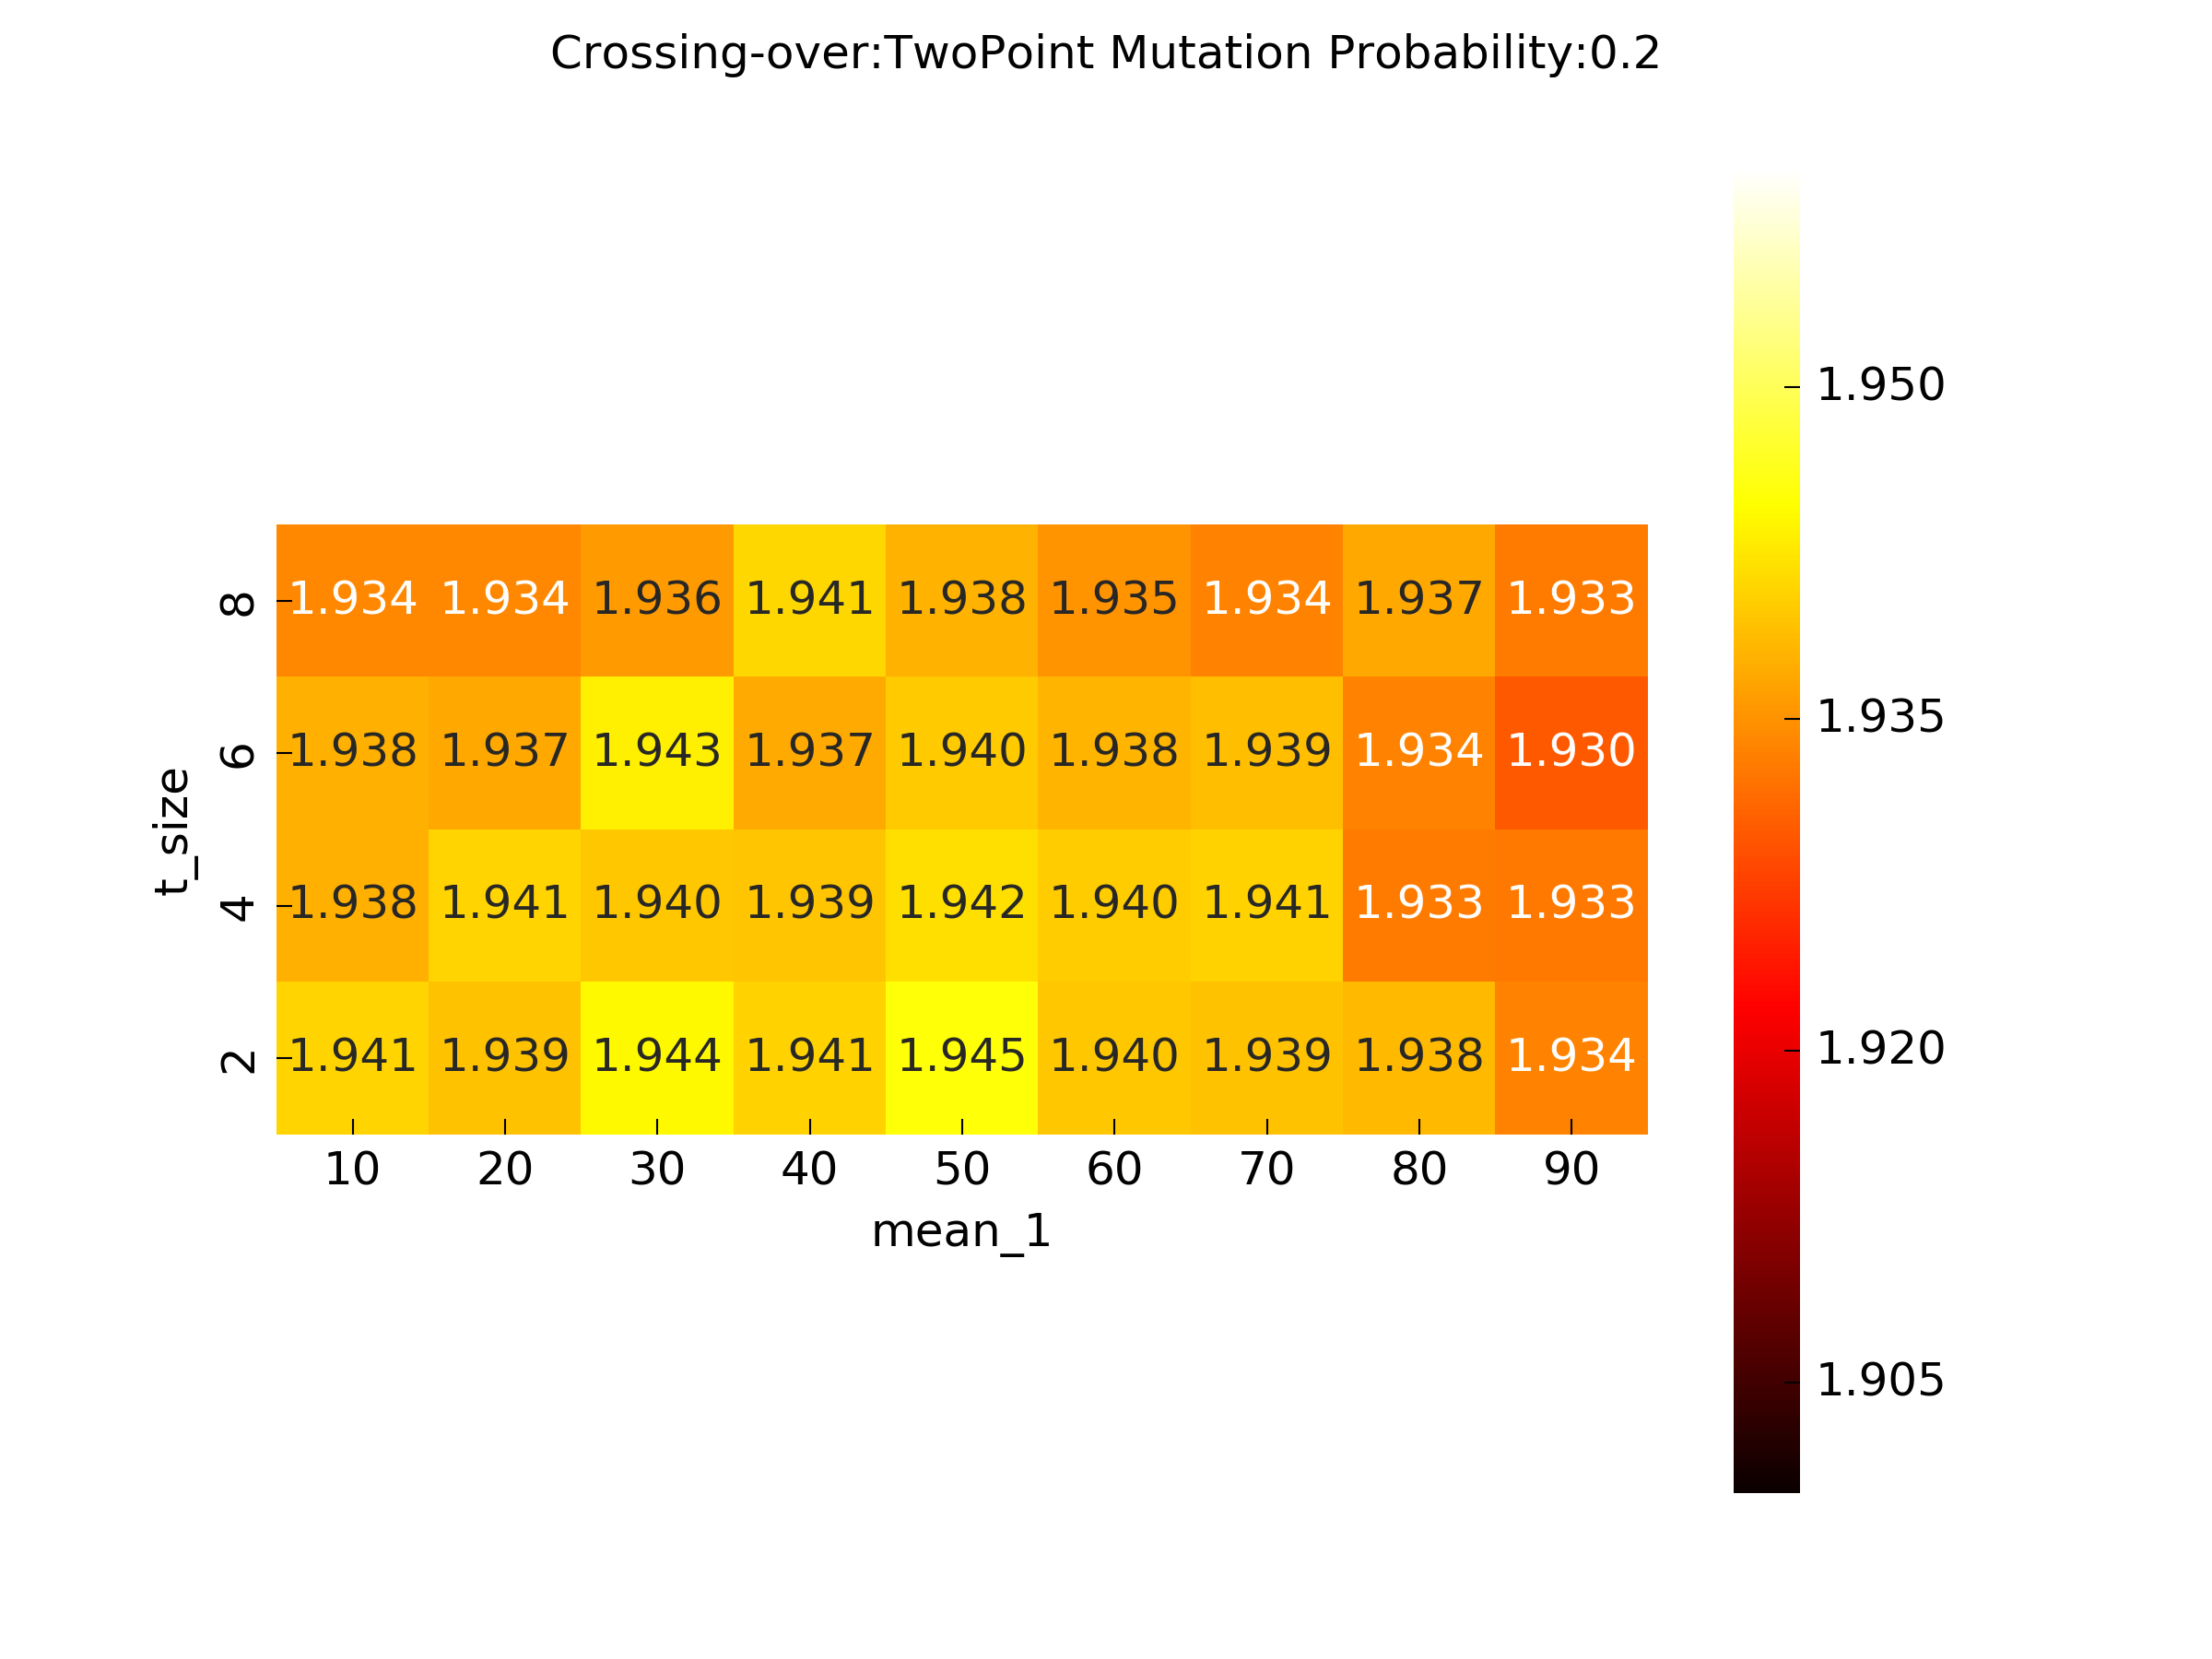 Crossing-over:TwoPoint Mutation Probability:0.2
1.950
1.935
1.920
1.905
t_size
8 1.934 1.934 1.936 1.941 1.938 1.935 1.934 1.937 1.933
6 1.938 1.937 1.943 1.937 1.940 1.938 1.939 1.934 1.930
4 1.938 1.941 1.940 1.939 1.942 1.940 1.941 1.933 1.933
2 1.941 1.939 1.944 1.941 1.945 1.940 1.939 1.938 1.934
10 20 30 40 50 60 70 80 90
mean_1